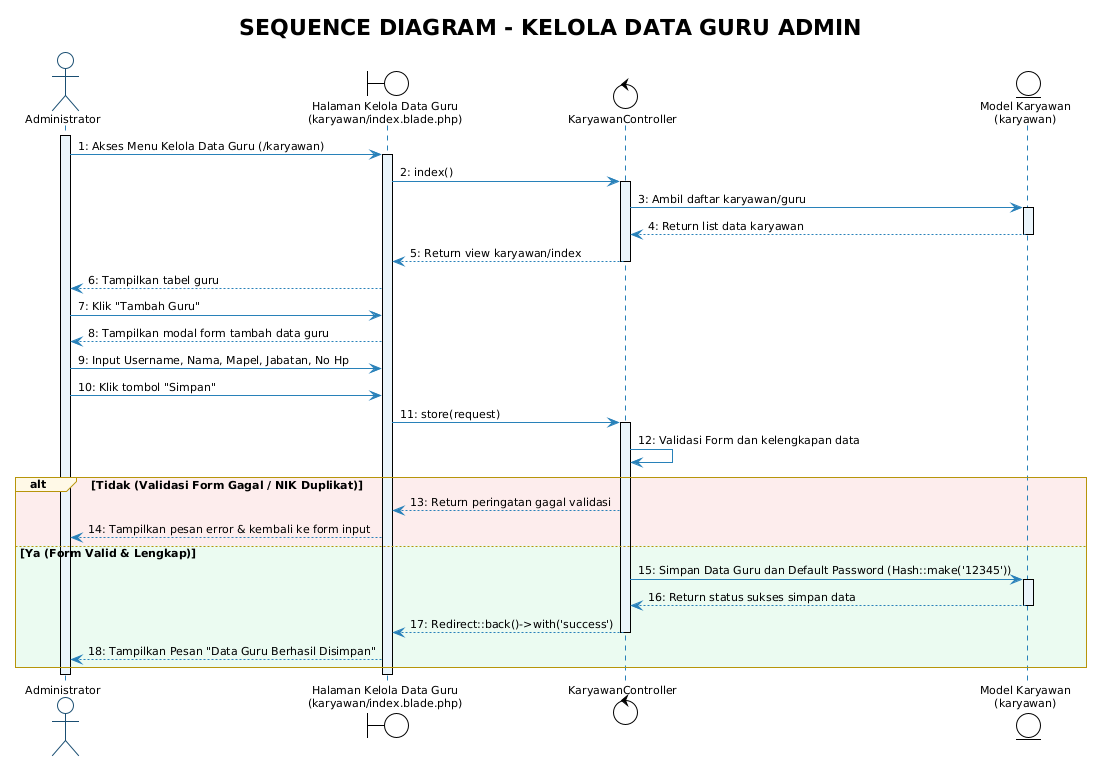 SEQUENCE DIAGRAM - KELOLA DATA GURU ADMIN
Administrator
Halaman Kelola Data Guru
(karyawan/index.blade.php)
KaryawanController
Model Karyawan
(karyawan)
1: Akses Menu Kelola Data Guru (/karyawan)
2: index()
3: Ambil daftar karyawan/guru
4: Return list data karyawan
5: Return view karyawan/index
6: Tampilkan tabel guru
7: Klik "Tambah Guru"
8: Tampilkan modal form tambah data guru
9: Input Username, Nama, Mapel, Jabatan, No Hp
10: Klik tombol "Simpan"
11: store(request)
12: Validasi Form dan kelengkapan data
alt
[Tidak (Validasi Form Gagal / NIK Duplikat)]
13: Return peringatan gagal validasi
14: Tampilkan pesan error & kembali ke form input
[Ya (Form Valid & Lengkap)]
15: Simpan Data Guru dan Default Password (Hash::make('12345'))
16: Return status sukses simpan data
17: Redirect::back()->with('success')
18: Tampilkan Pesan "Data Guru Berhasil Disimpan"
Administrator
Halaman Kelola Data Guru
(karyawan/index.blade.php)
KaryawanController
Model Karyawan
(karyawan)